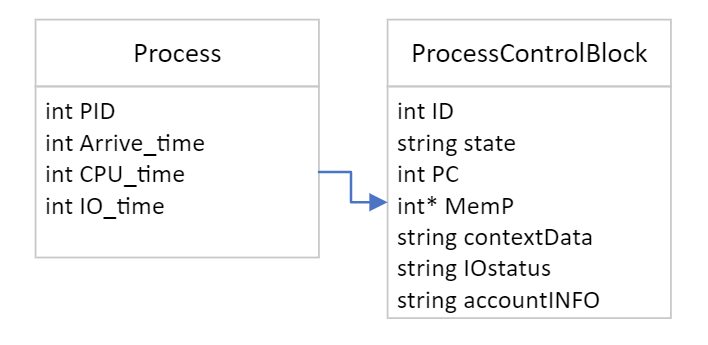 Process
int PID
int Arrive_time
int CPU_time
int IO_time
ProcessControlBlock
int ID
string state
int PC
int* MemP
string contextData
string IOstatus
string accountINFO